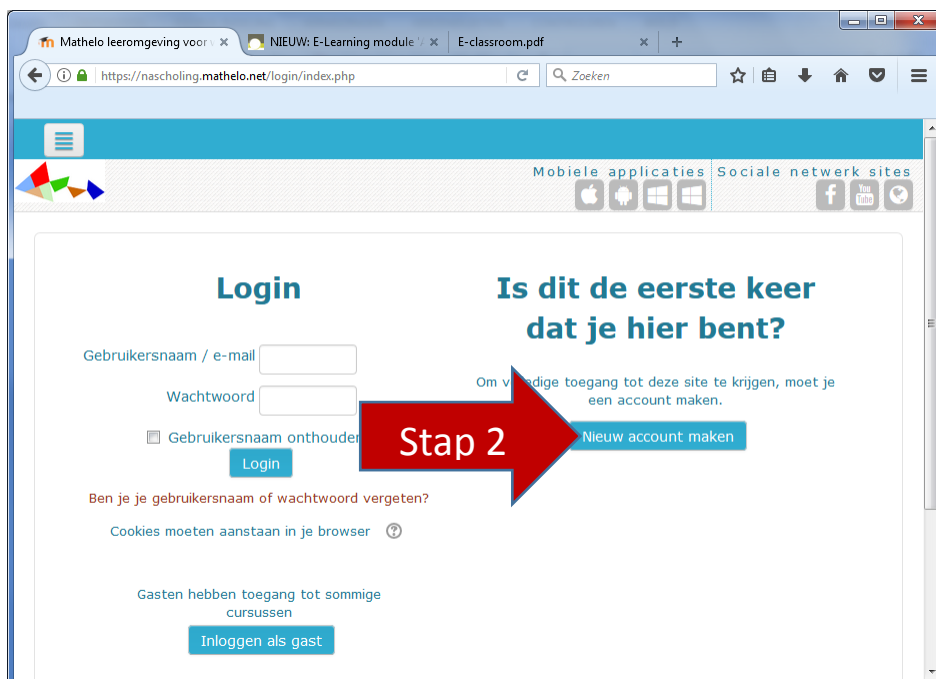 Mathelo leeromgeving voor
NIEUW: E-Learning module
E-classroom.pdf
https://nascholing.mathelo.net/login/index.php
Zoeken
Mobiele applicaties
Sociale netwerk sites
You
Tube
Login
Gebruikersnaam / e-mail
Wachtwoord
Gebruikersnaam onthouden
Login
Ben je je gebruikersnaam of wachtwoord vergeten?
Cookies moeten aanstaan in je browser
Gasten hebben toegang tot sommige
cursussen
Inloggen als gast
Is dit de eerste keer
dat je hier bent?
Om volledige toegang tot deze site te krijgen, moet je
een account maken.
Stap 2
Nieuw account maken